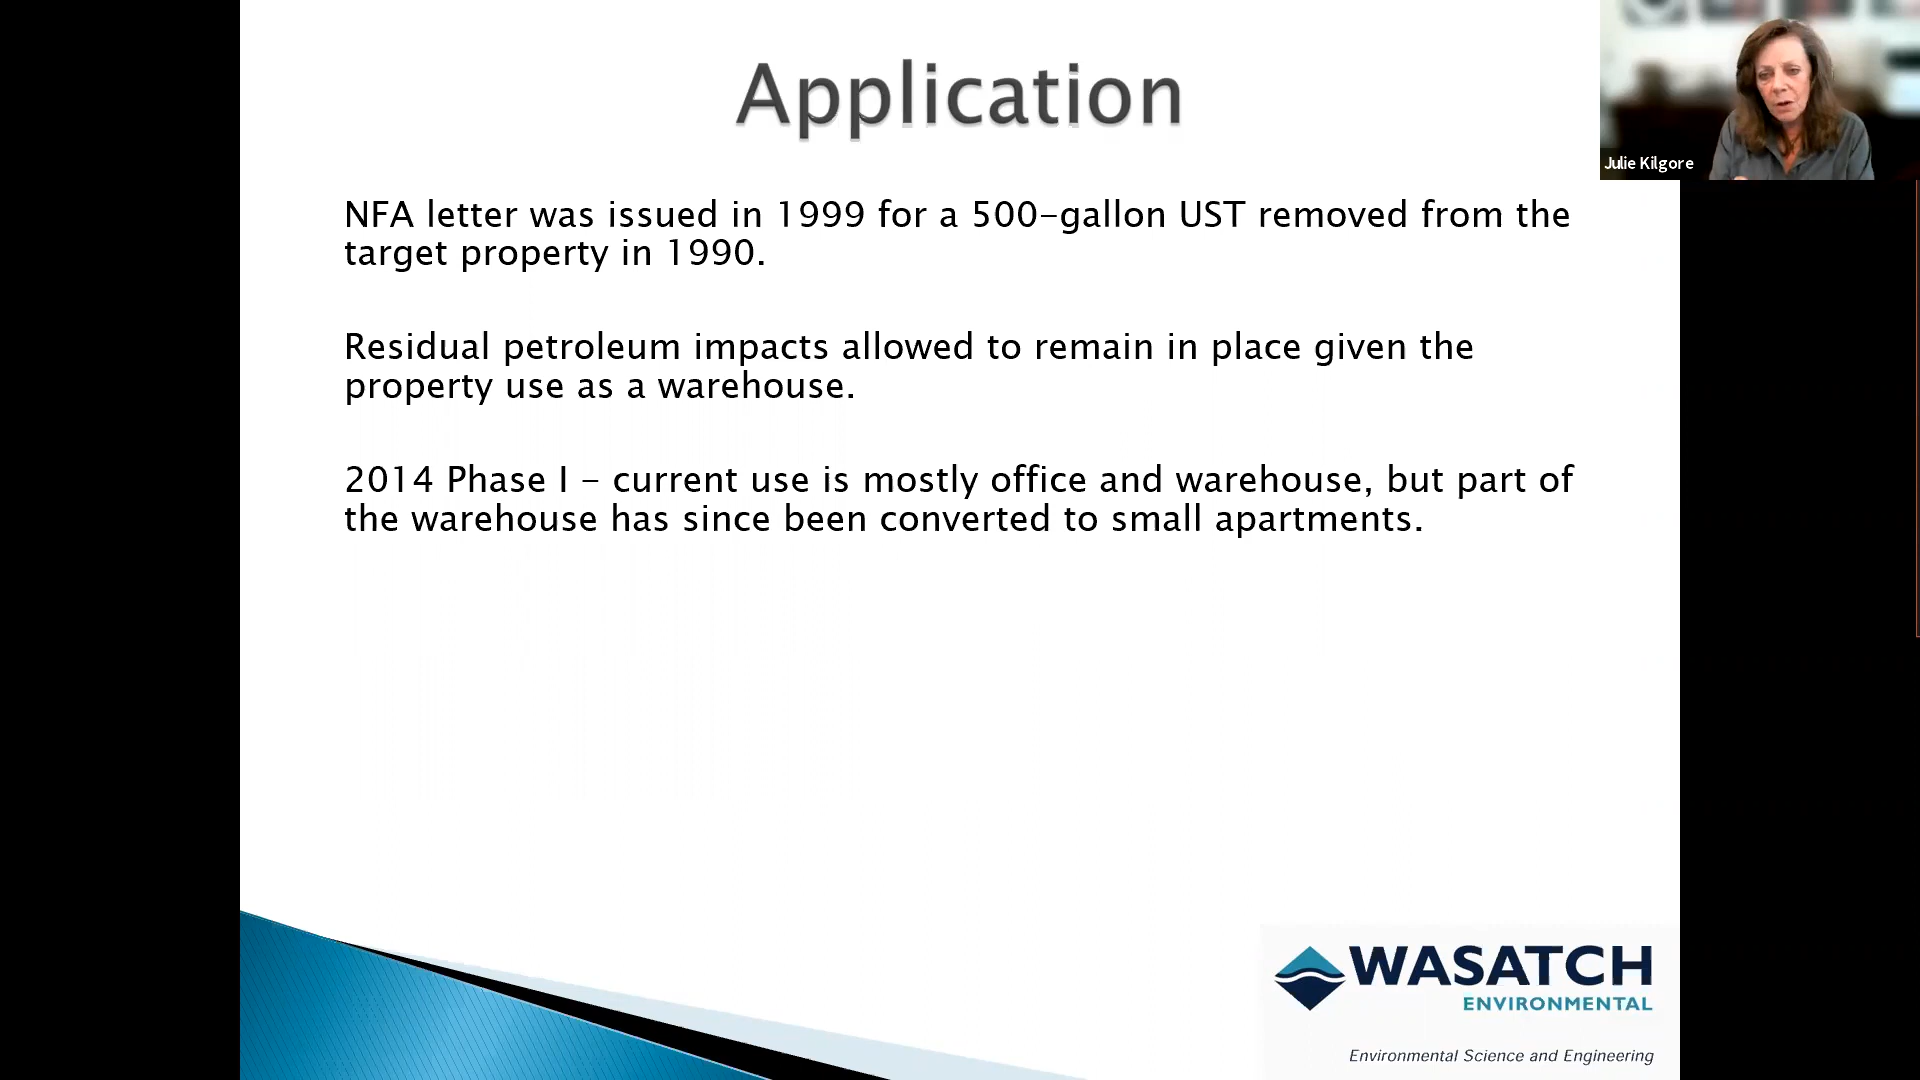 Application
Julie Kilgore
NFA letter was issued in 1999 for a 500-gallon UST removed from the
target property in 1990.
Residual petroleum impacts allowed to remain in place given the
property use as a warehouse.
2014 Phase I - current use is mostly office and warehouse, but part of
the warehouse has since been converted to small apartments.
WASATCH
ENVIRONMENTAL
Environmental Science and Engineering